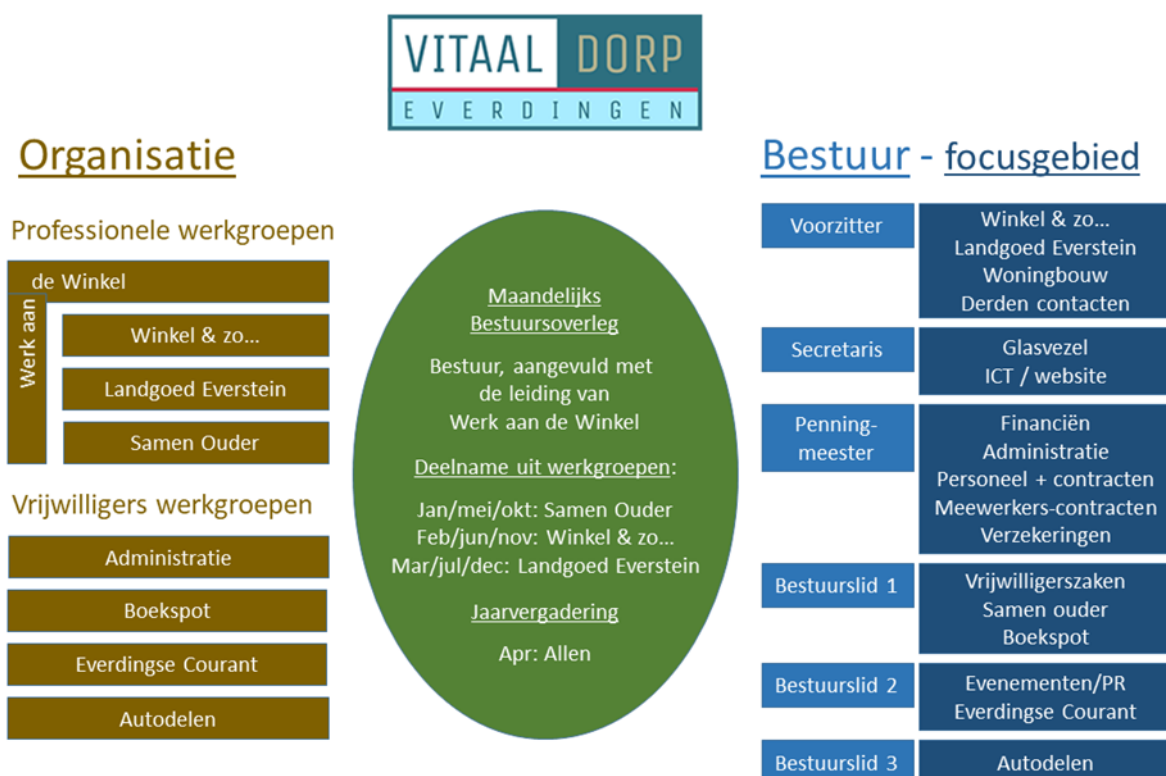 VITAAL DORP
EVERDINGEN
Organisatie
Professionele werkgroepen
de Winkel
Werk aan
Winkel & zo...
Landgoed Everstein
Samen Ouder
Vrijwilligers werkgroepen
Administratie
Boekspot
Everdingse Courant
Autodelen
Maandelijks
Bestuursoverleg
Bestuur, aangevuld met
de leiding van
Werk aan de Winkel
Deelname uit werkgroepen:
Jan/mei/okt: Samen Ouder
Feb/jun/nov: Winkel & zo...
Mar/jul/dec: Landgoed Everstein
Jaarvergadering
Apr: Allen
Bestuur - focusgebied
Voorzitter
Winkel & zo...
Landgoed Everstein
Woningbouw
Derden contacten
Secretaris
Glasvezel
ICT / website
Penning-
meester
Financiën
Administratie
Personeel + contracten
Meewerkers-contracten
Verzekeringen
Bestuurslid 1
Vrijwilligerszaken
Samen ouder
Boekspot
Bestuurslid 2
Evenementen/PR
Everdingse Courant
Bestuurslid 3
Autodelen